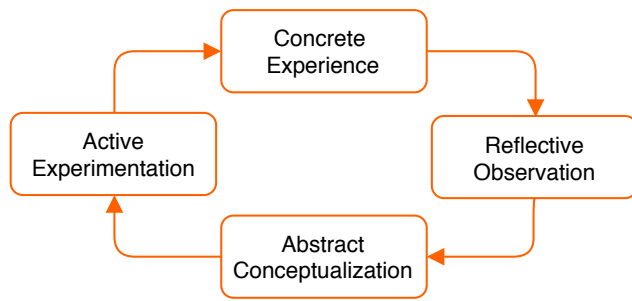 Concrete
Experience
Reflective
Observation
Abstract
Conceptualization
Active
Experimentation